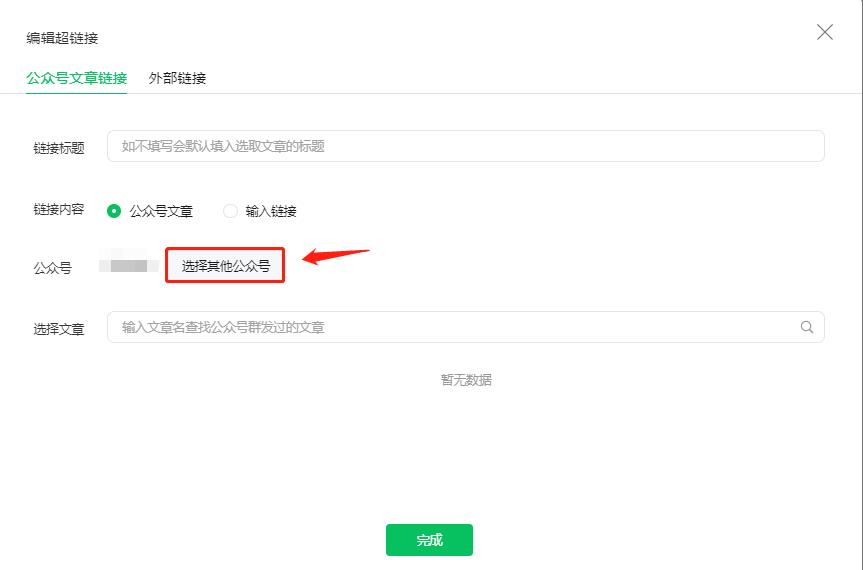 编辑超链接
公众号文章链接 外部链接
链接标题 如不填写会默认填入选取文章的标题
链接内容 公众号文章 输入链接
公众号 选择其他公众号
选择文章 输入文章名查找公众号群发过的文章
暂无数据
完成